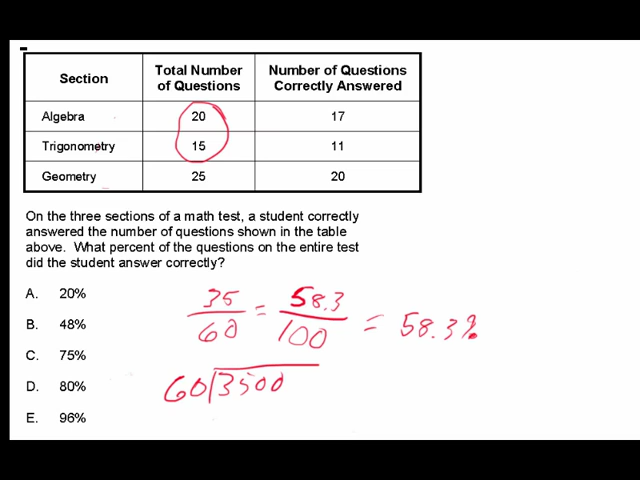 Section Total Number of Questions Number of Questions Correctly Answered
Algebra 20 17
Trigonometry 15 11
Geometry 25 20
On the three sections of a math test, a student correctly
answered the number of questions shown in the table
above. What percent of the questions on the entire test
did the student answer correctly?
A. 20%
B. 48%
C. 75%
D. 80%
E. 96%
35/60 = 58.3/100 = 58.3%
60)3500